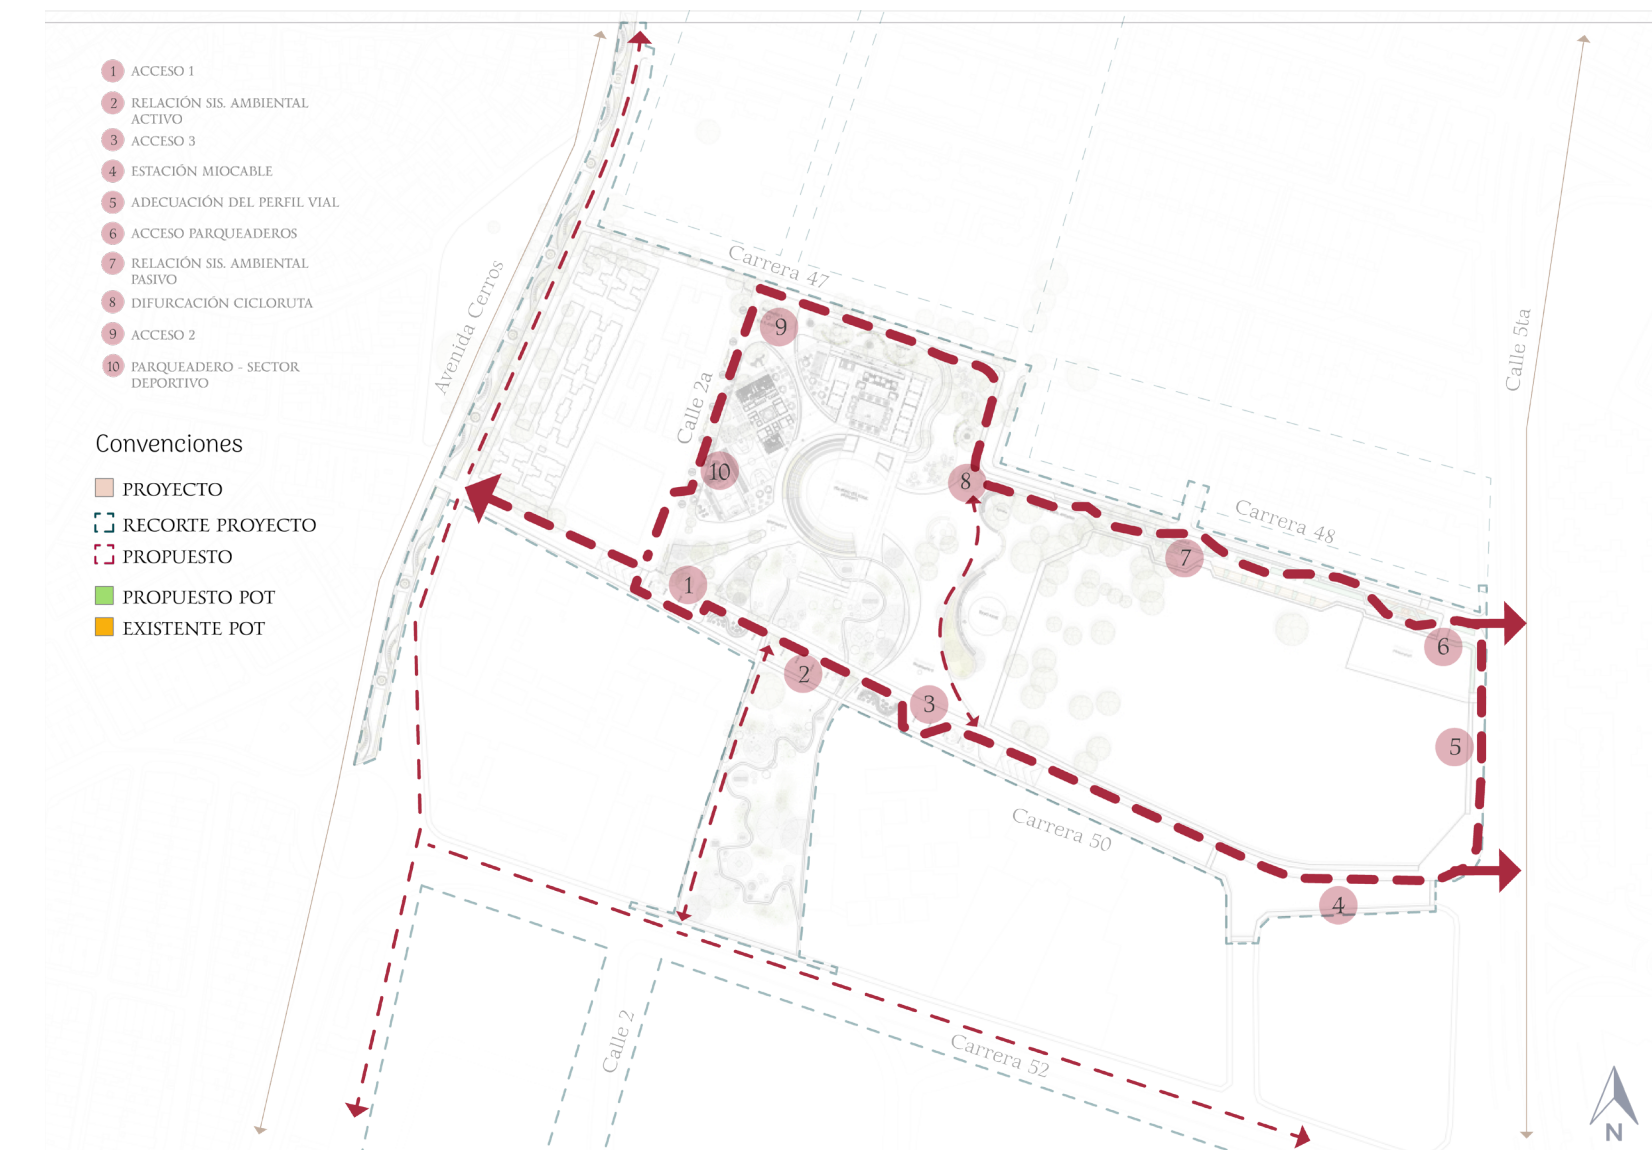 1 ACCESO 1
2 RELACIÓN SIS. AMBIENTAL
ACTIVO
3 ACCESO 3
4 ESTACIÓN MIOCABLE
5 ADECUACIÓN DEL PERFIL VIAL
6 ACCESO PARQUEADEROS
7 RELACIÓN SIS. AMBIENTAL
PASIVO
8 DIFURCACIÓN CICLORUTA
9 ACCESO 2
10 PARQUEADERO - SECTOR
DEPORTIVO
Convenciones
PROYECTO
RECORTE PROYECTO
PROPUESTO
PROPUESTO POT
EXISTENTE POT
Avenida Cerros
Carrera 47
Calle 2a
Calle 5ta
Carrera 48
Carrera 50
Carrera 52
Calle 2
9
10
8
7
1
2
3
6
5
4
N